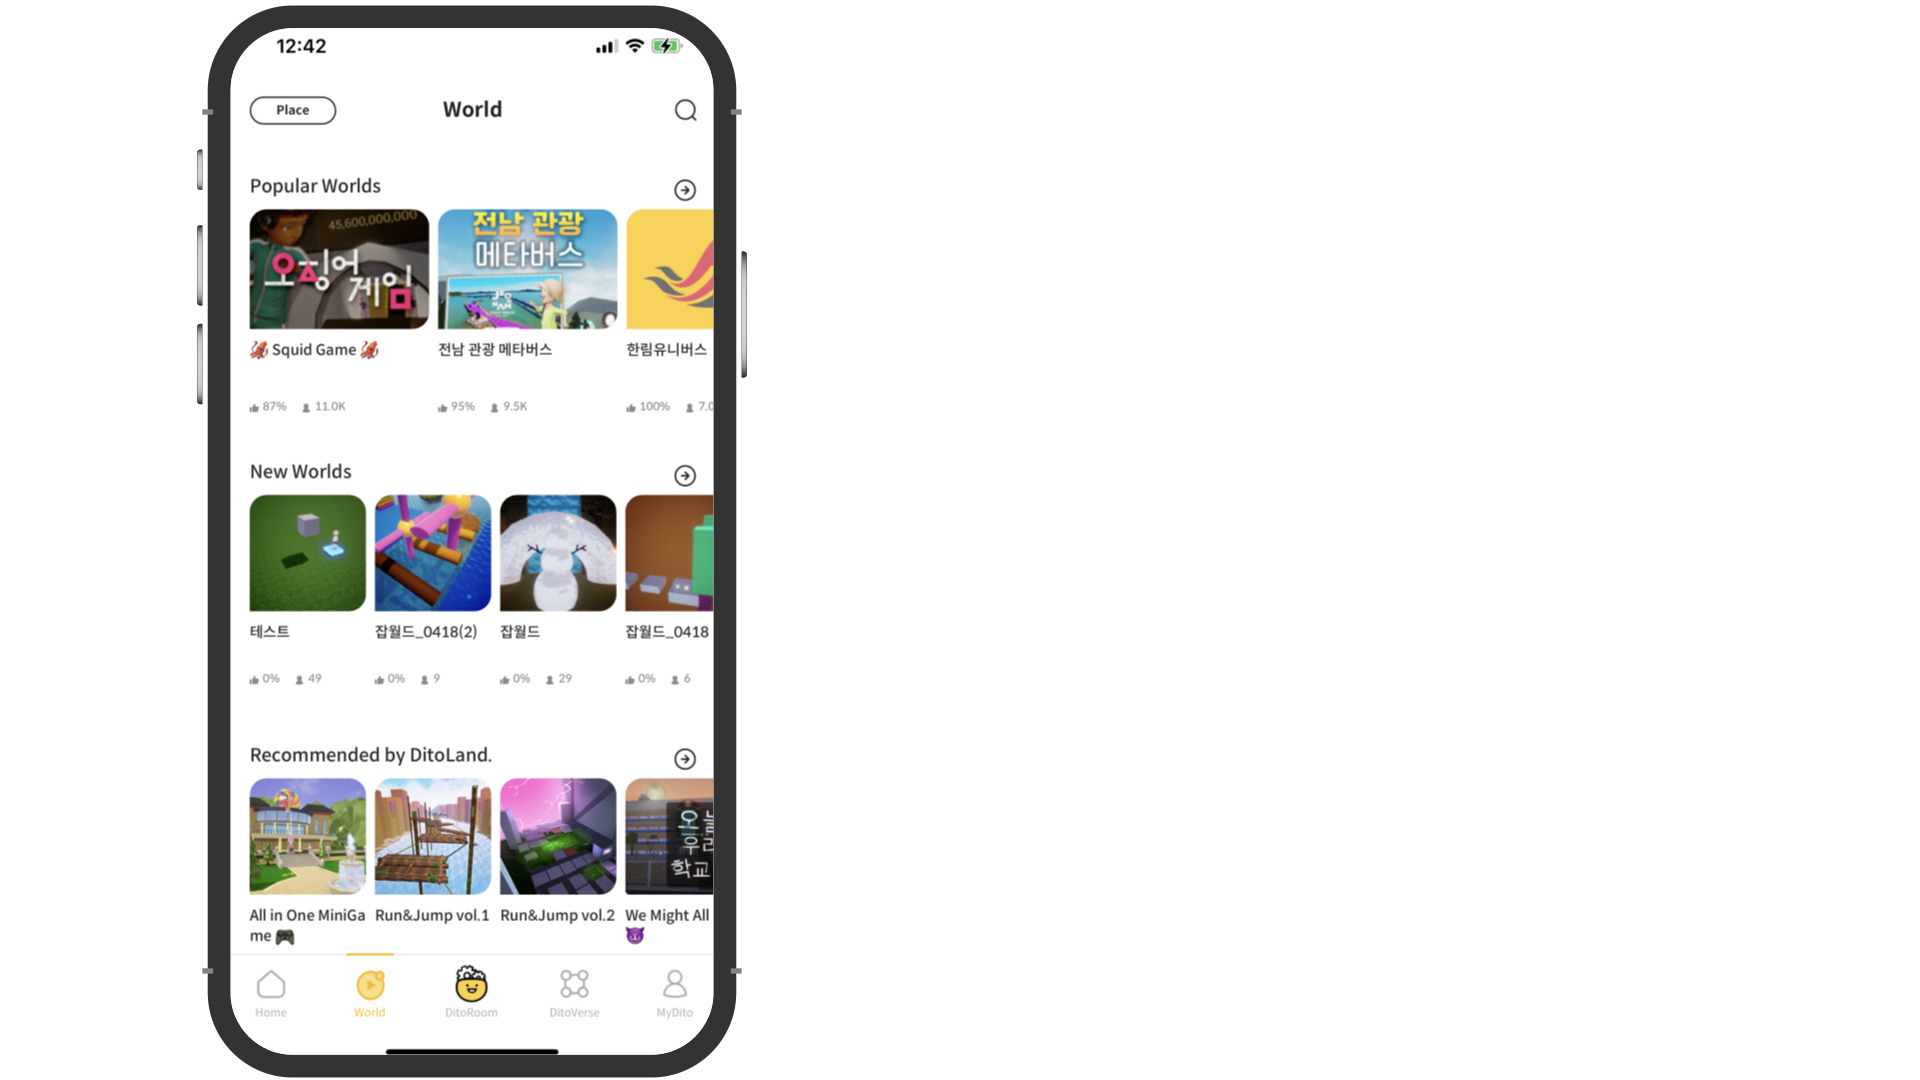 12:42
Place
World
Popular Worlds
45,600,000,000
오징어
게임
전남 관광
메타버스
🦑 Squid Game 🦑
전남 관광 메타버스
한림유니버스
87% 11.0K
95% 9.5K
100% 7.0
New Worlds
테스트
잡월드_0418(2)
잡월드
잡월드_0418
0% 49
0% 9
0% 29
0% 6
Recommended by DitoLand.
우리
학교
All in One MiniGa
me 🎮
Run&Jump vol.1
Run&Jump vol.2
We Might All
😈
Home
World
DitoRoom
DitoVerse
MyDito